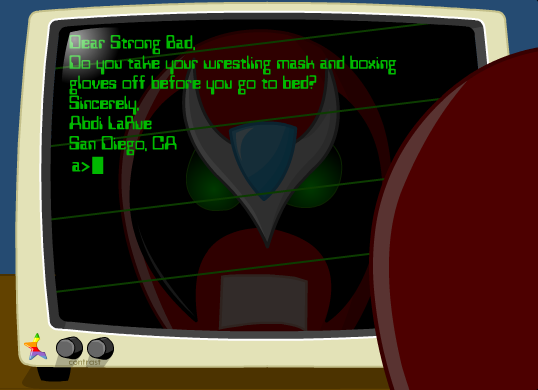 Dear Strong Bad,
Do you take your wrestling mask and boxing
gloves off before you go to bed?
Sincerely,
Abdi LaRue
San Diego, CA
a>
contrast